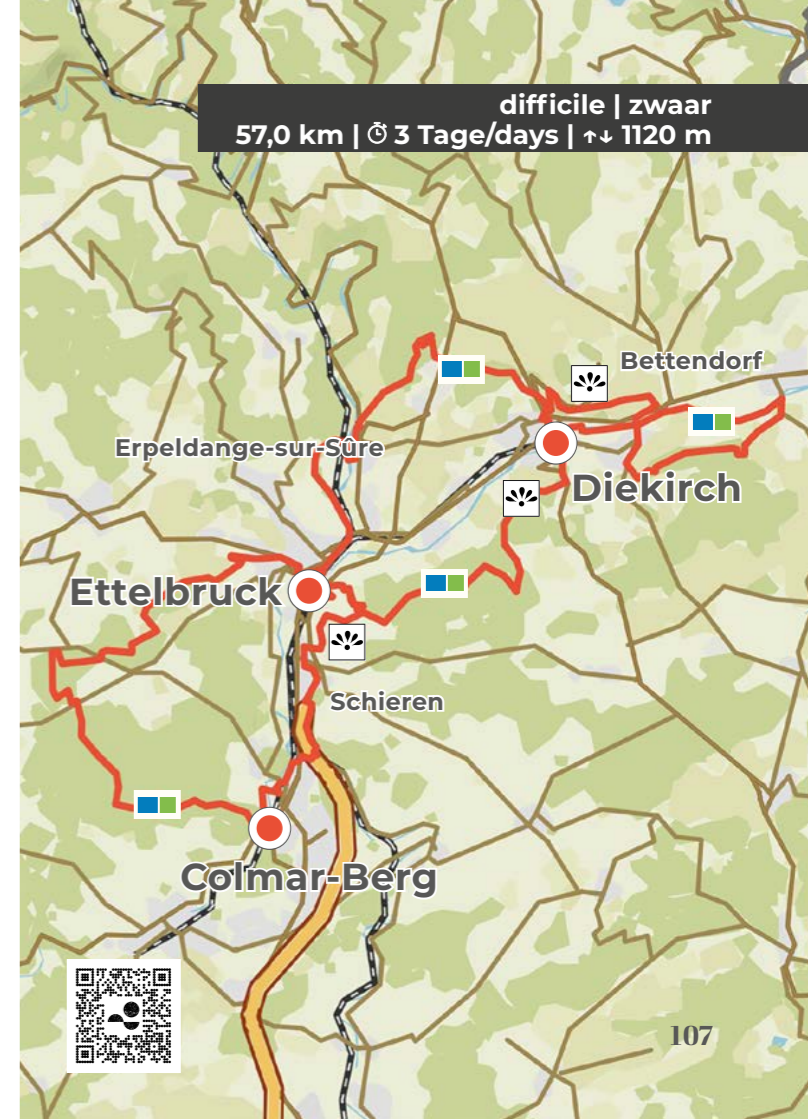 difficile | zwaar
57,0 km | ⏱ 3 Tage/days | ↑↓ 1120 m
Bettendorf
Erpeldange-sur-Sûre
Diekirch
Ettelbruck
Schieren
Colmar-Berg
107